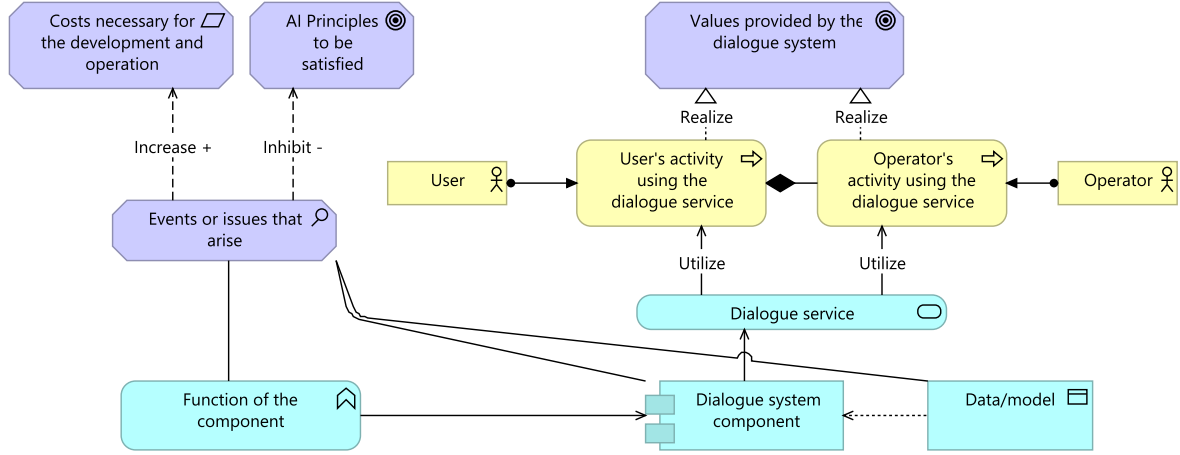 Costs necessary for
the development and
operation
AI Principles
to be
satisfied
Values provided by the
dialogue system
Increase +
Inhibit -
Realize
Realize
User
User's activity
using the
dialogue service
Operator's
activity using the
dialogue service
Operator
Events or issues that
arise
Utilize
Utilize
Dialogue service
Function of the
component
Dialogue system
component
Data/model